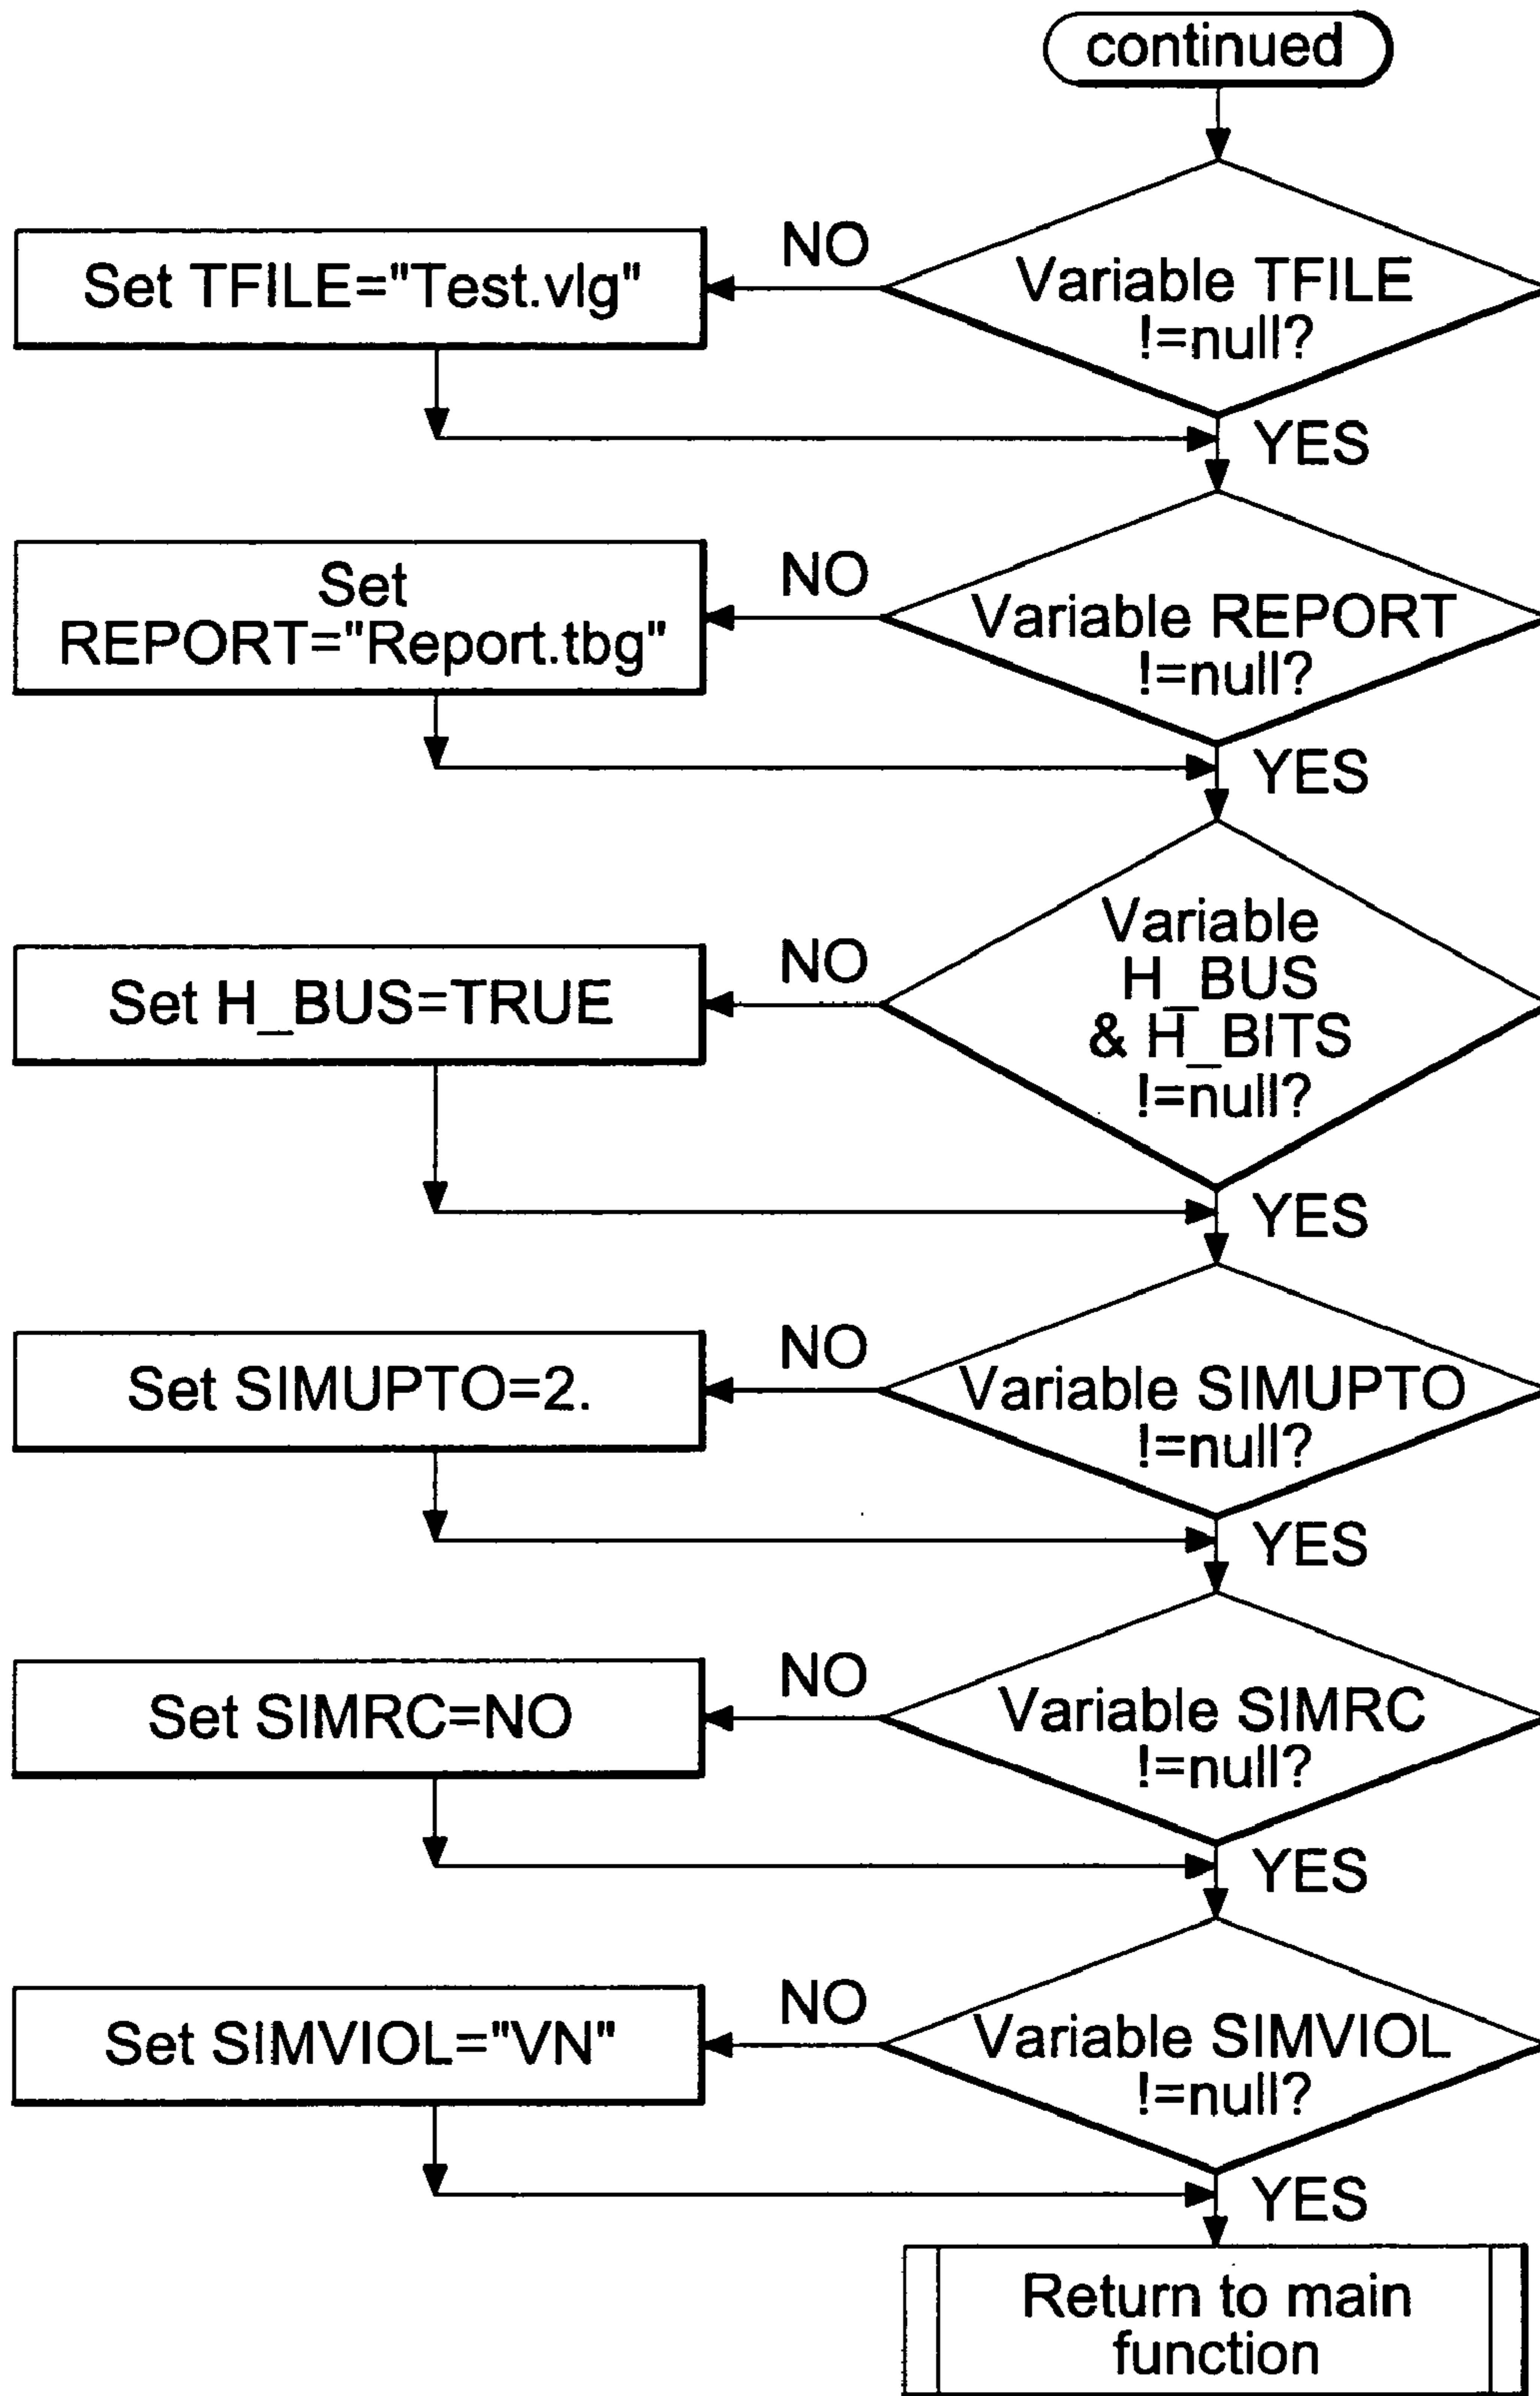 continued
NO
Set TFILE="Test.vlg"
Variable TFILE
!=null?
YES
NO
Set
REPORT="Report.tbg"
Variable REPORT
!=null?
YES
Variable
H_BUS
& H_BITS
!=null?
NO
Set H_BUS=TRUE
YES
NO
Set SIMUPTO=2.
Variable SIMUPTO
!=null?
YES
NO
Set SIMRC=NO
Variable SIMRC
!=null?
YES
NO
Set SIMVIOL="VN"
Variable SIMVIOL
!=null?
YES
Return to main
function